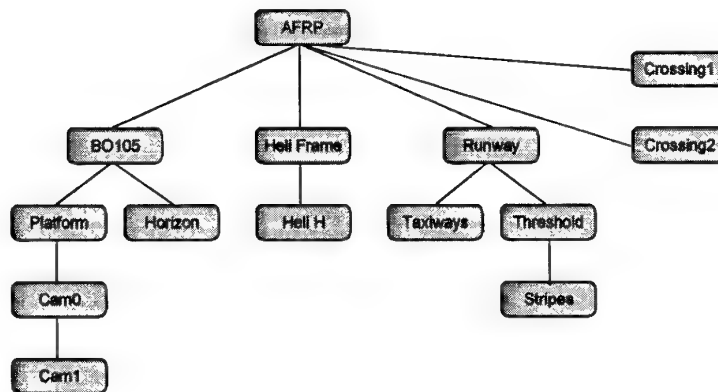 AFRP
Crossing1
BO105
Heli Frame
Runway
Crossing2
Platform
Horizon
Heli H
Taxiways
Threshold
Cam0
Stripes
Cam1